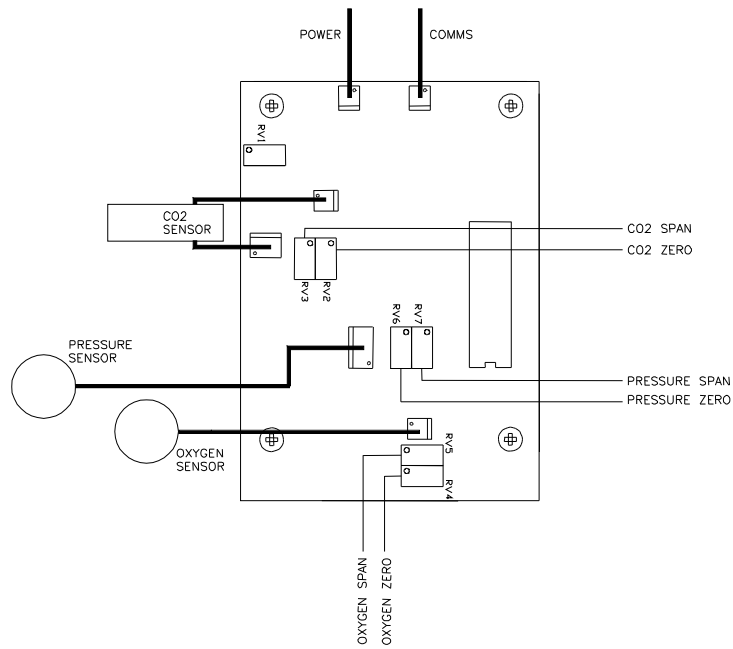 POWER
COMMS
RV1
CO2
SENSOR
CO2 SPAN
CO2 ZERO
RV3
RV2
RV6
RV7
PRESSURE
SENSOR
PRESSURE SPAN
PRESSURE ZERO
OXYGEN
SENSOR
RV5
RV4
OXYGEN SPAN
OXYGEN ZERO